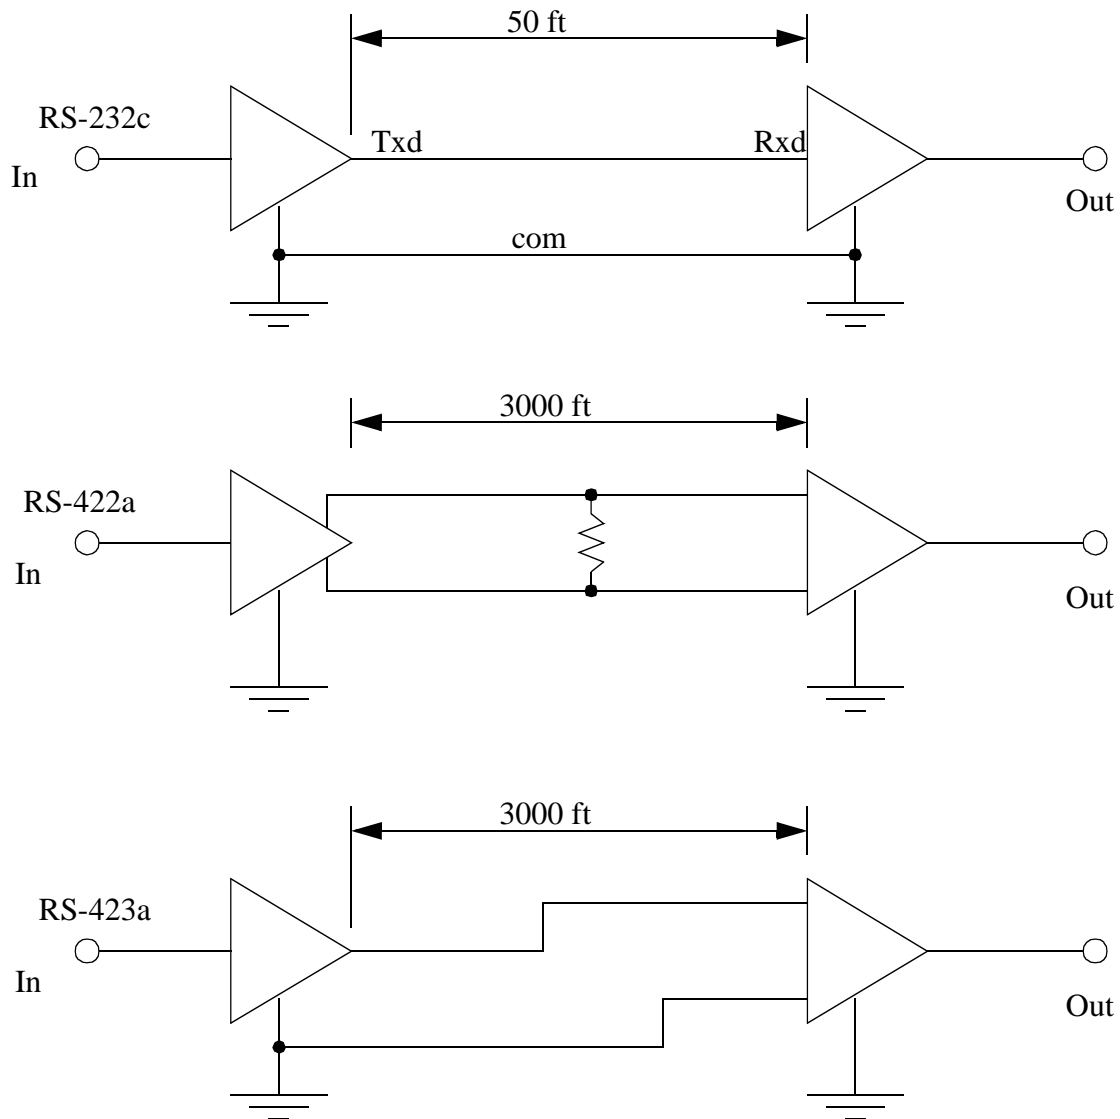 50 ft
RS-232c
Txd
Rxd
In
Out
com
3000 ft
RS-422a
In
Out
3000 ft
RS-423a
In
Out